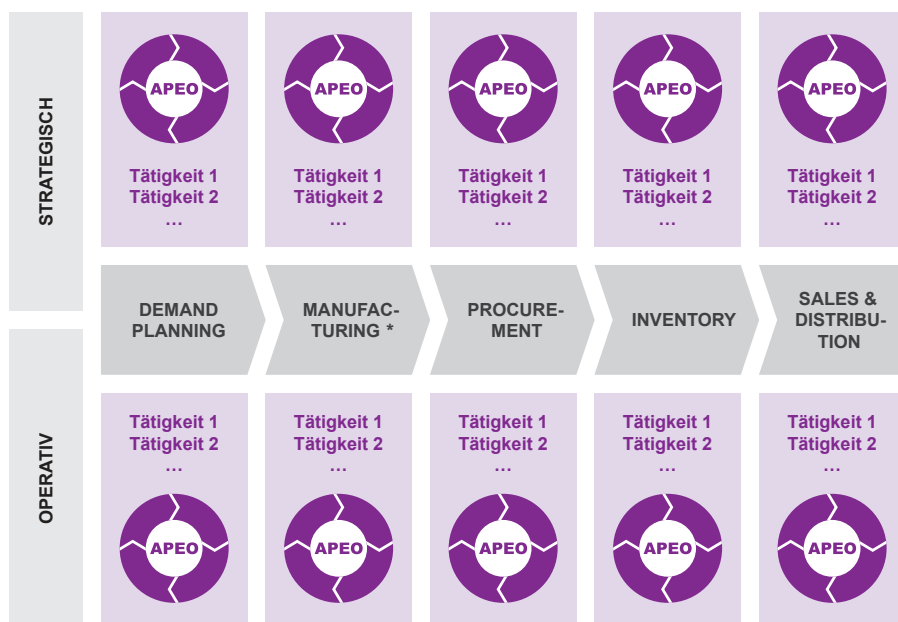 STRATEGISCH
APEO
APEO
APEO
APEO
APEO
Tätigkeit 1
Tätigkeit 2
…
Tätigkeit 1
Tätigkeit 2
…
Tätigkeit 1
Tätigkeit 2
…
Tätigkeit 1
Tätigkeit 2
…
Tätigkeit 1
Tätigkeit 2
…
DEMAND
PLANNING
MANUFAC-
TURING *
PROCURE-
MENT
INVENTORY
SALES &
DISTRIBU-
TION
OPERATIV
Tätigkeit 1
Tätigkeit 2
…
Tätigkeit 1
Tätigkeit 2
…
Tätigkeit 1
Tätigkeit 2
…
Tätigkeit 1
Tätigkeit 2
…
Tätigkeit 1
Tätigkeit 2
…
APEO
APEO
APEO
APEO
APEO